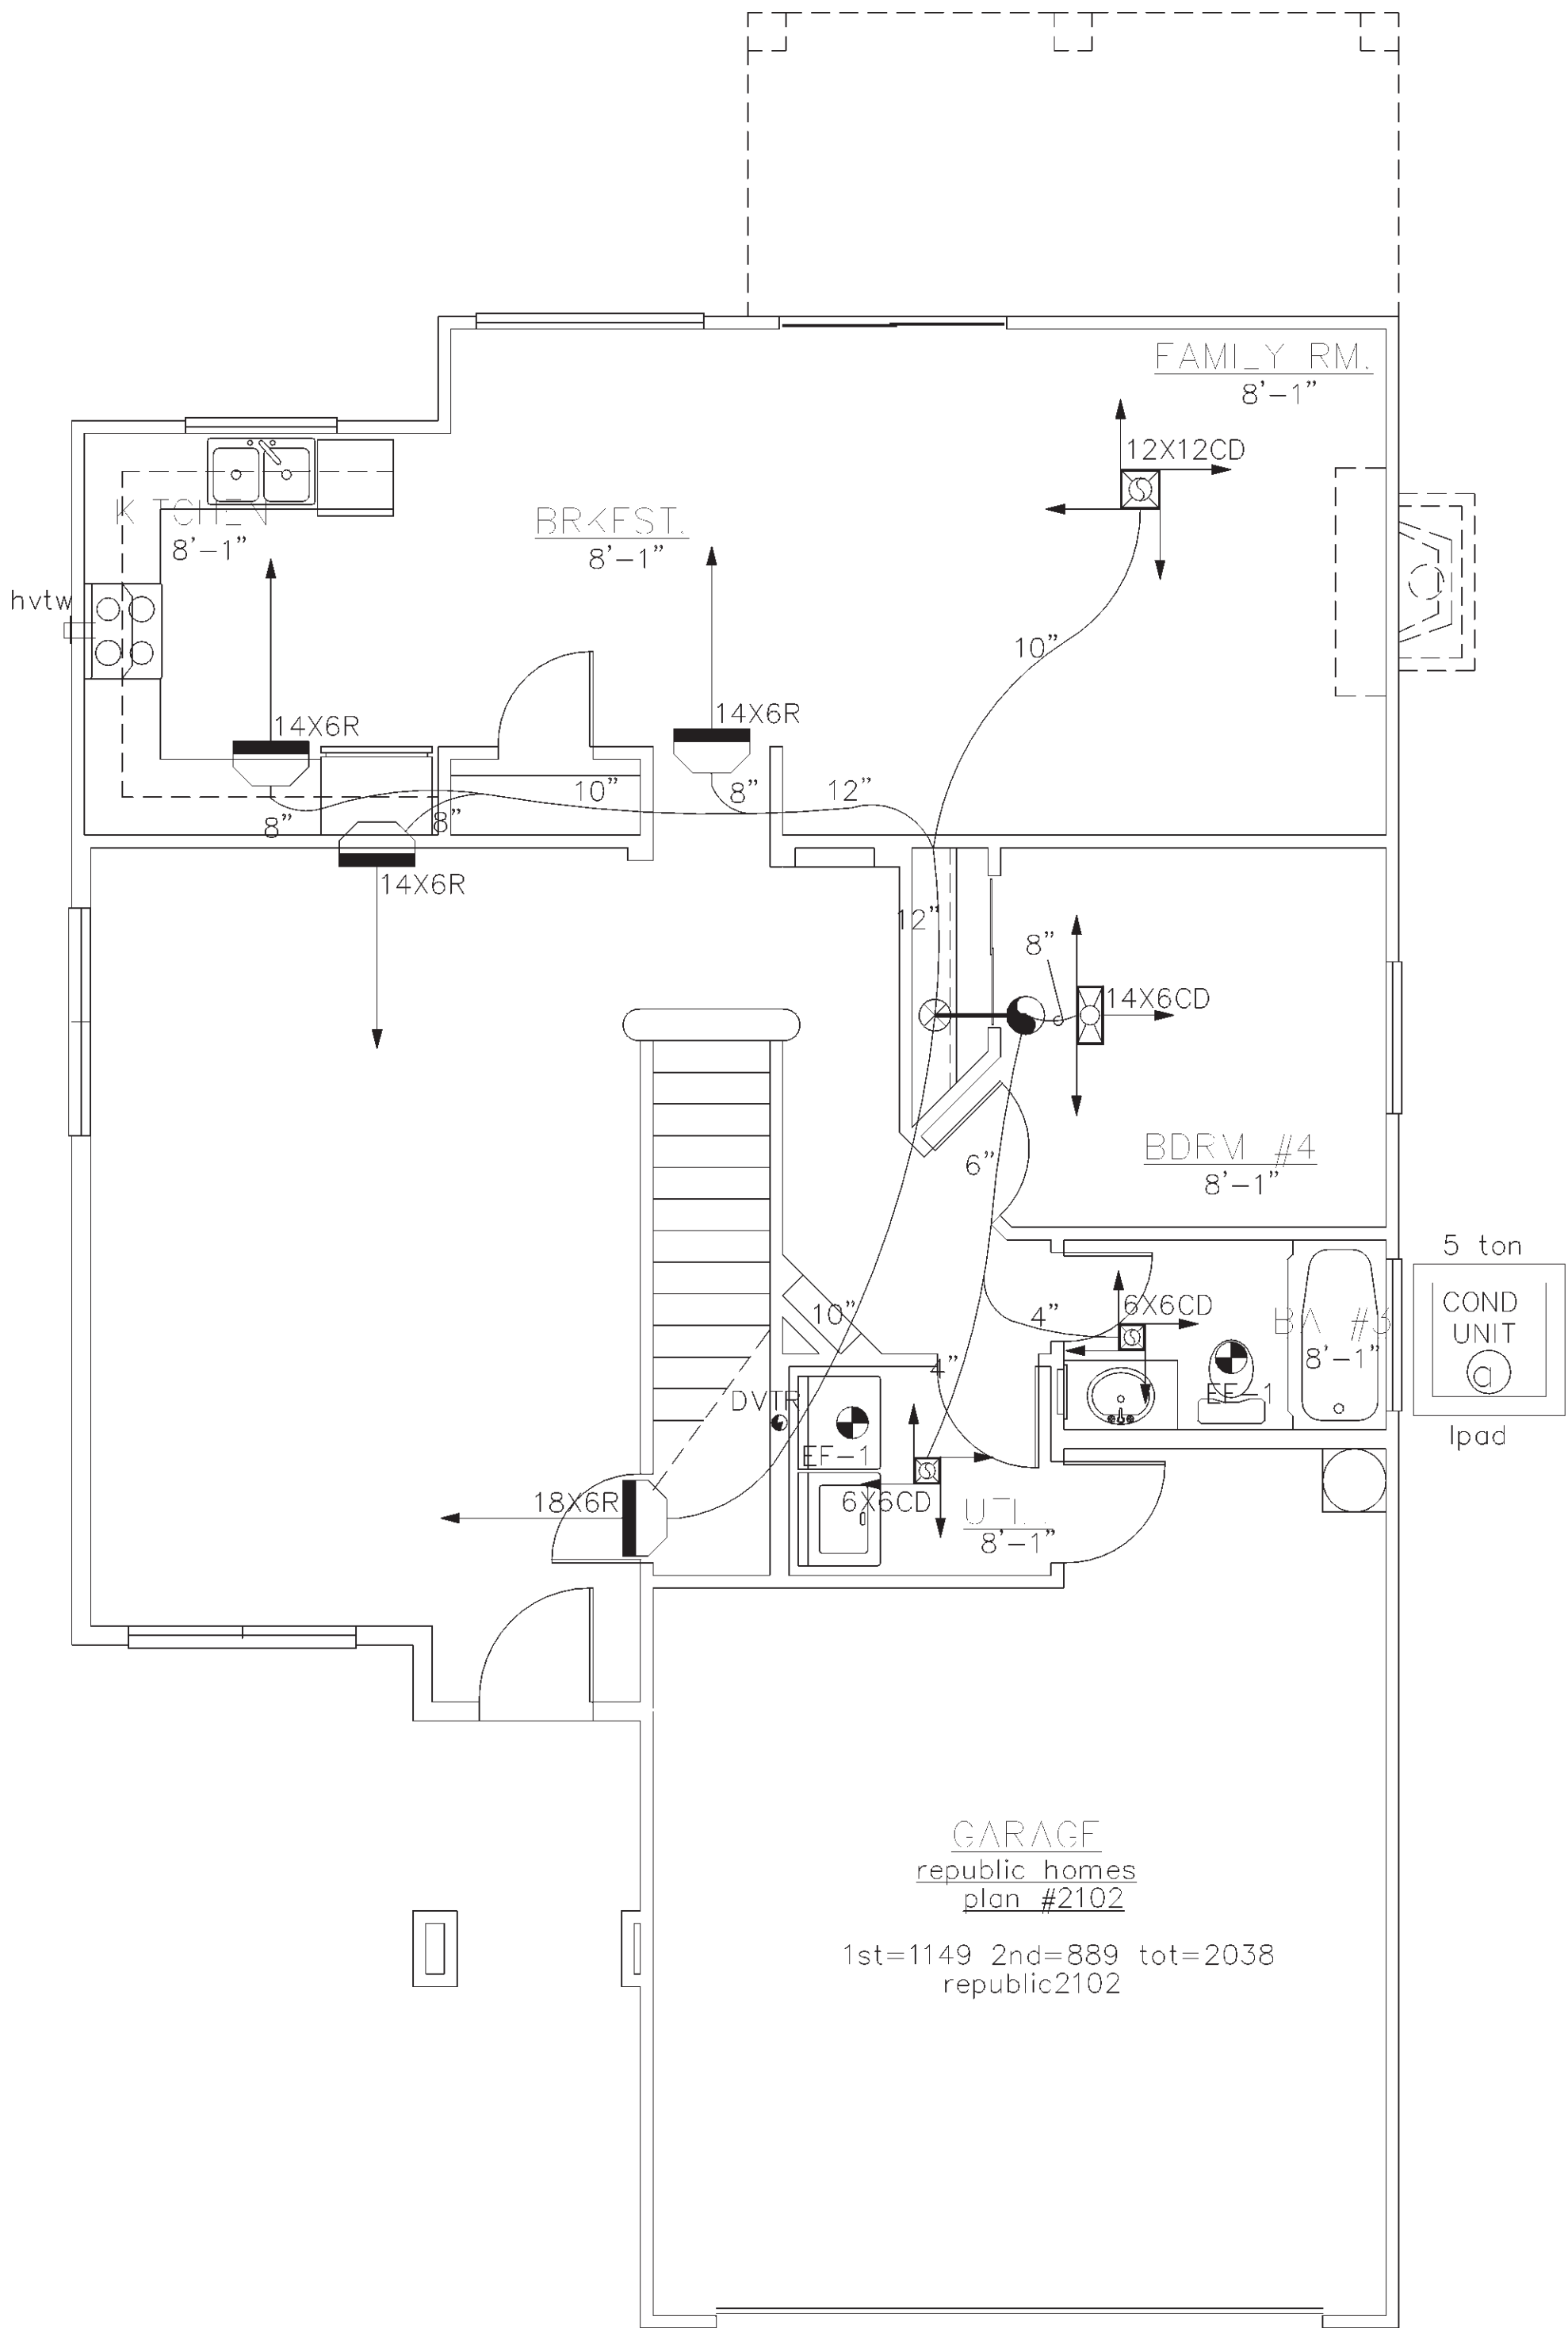 FAMILY RM.
8'-1"
12X12CD
KITCHEN
8'-1"
BRKFST.
8'-1"
hvtw
10"
14X6R
14X6R
8"
8"
10"
8"
12"
14X6R
12"
8"
14X6CD
6"
BDRM #4
8'-1"
5 ton
COND
UNIT
a
lpad
10"
4"
6X6CD
BA #3
8'-1"
4"
DVTR
EF-1
EF-1
18X6R
6X6CD
UTIL.
8'-1"
GARAGE
republic homes
plan #2102
1st=1149 2nd=889 tot=2038
republic2102